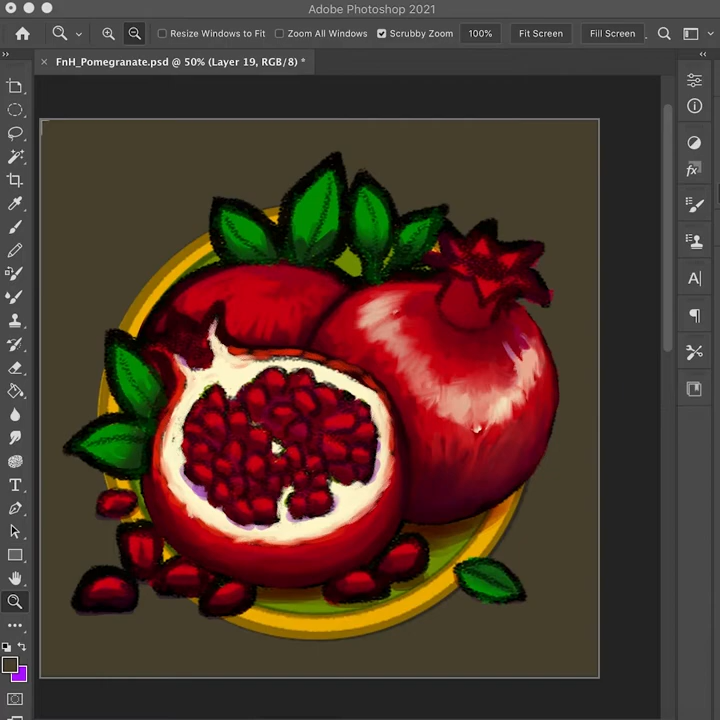 Adobe Photoshop 2021
Resize Windows to Fit Zoom All Windows Scrubby Zoom 100% Fit Screen Fill Screen
× FnH_Pomegranate.psd @ 50% (Layer 19, RGB/8) *
fx
A
T